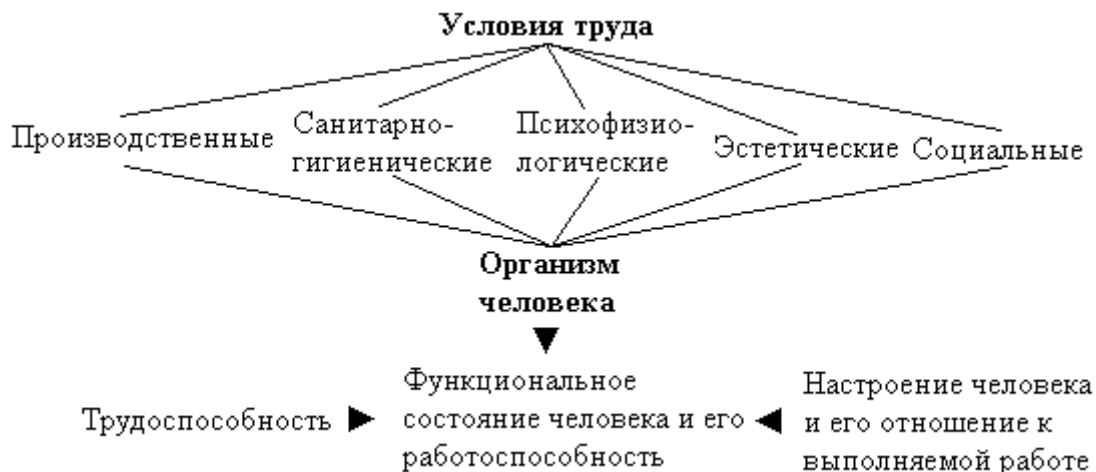 Условия труда
Производственные
Санитарно-
гигиенические
Психофизио-
логические
Эстетические
Социальные
Организм
человека
Трудоспособность
Функциональное
состояние человека и его
работоспособность
Настроение человека
и его отношение к
выполняемой работе